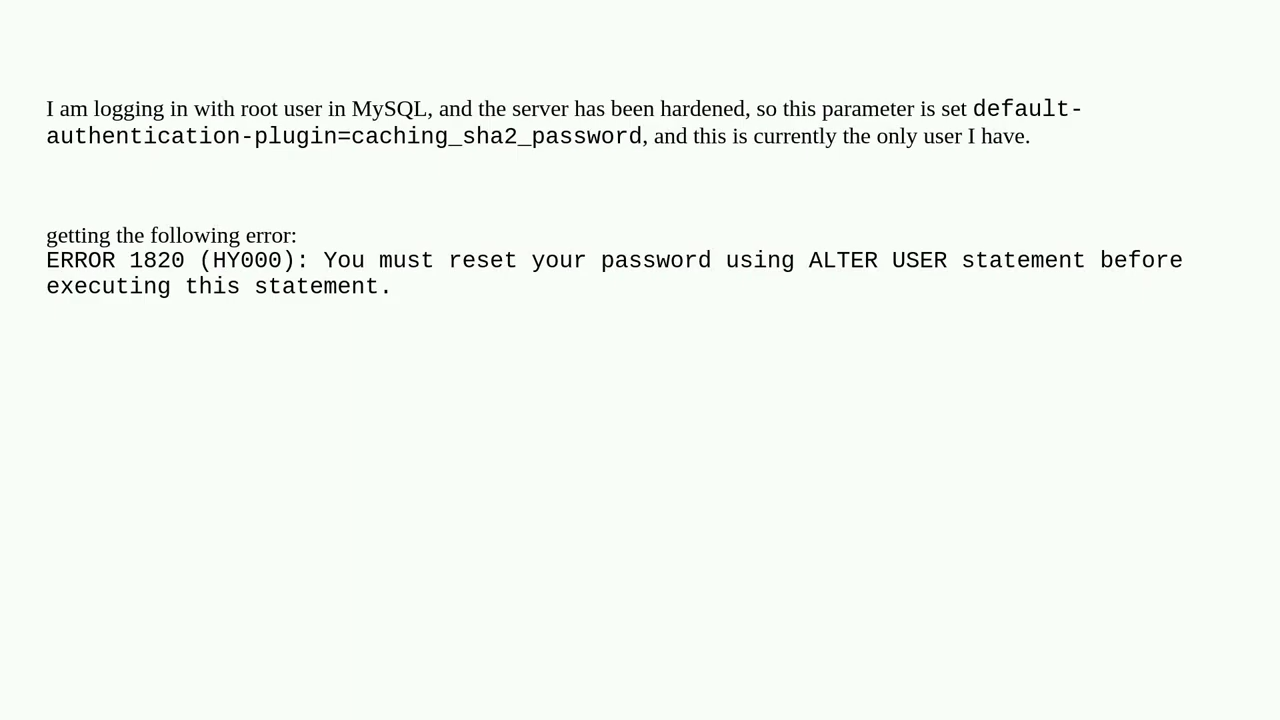 I am logging in with root user in MySQL, and the server has been hardened, so this parameter is set default-
authentication-plugin=caching_sha2_password, and this is currently the only user I have.
getting the following error:
ERROR 1820 (HY000): You must reset your password using ALTER USER statement before
executing this statement.